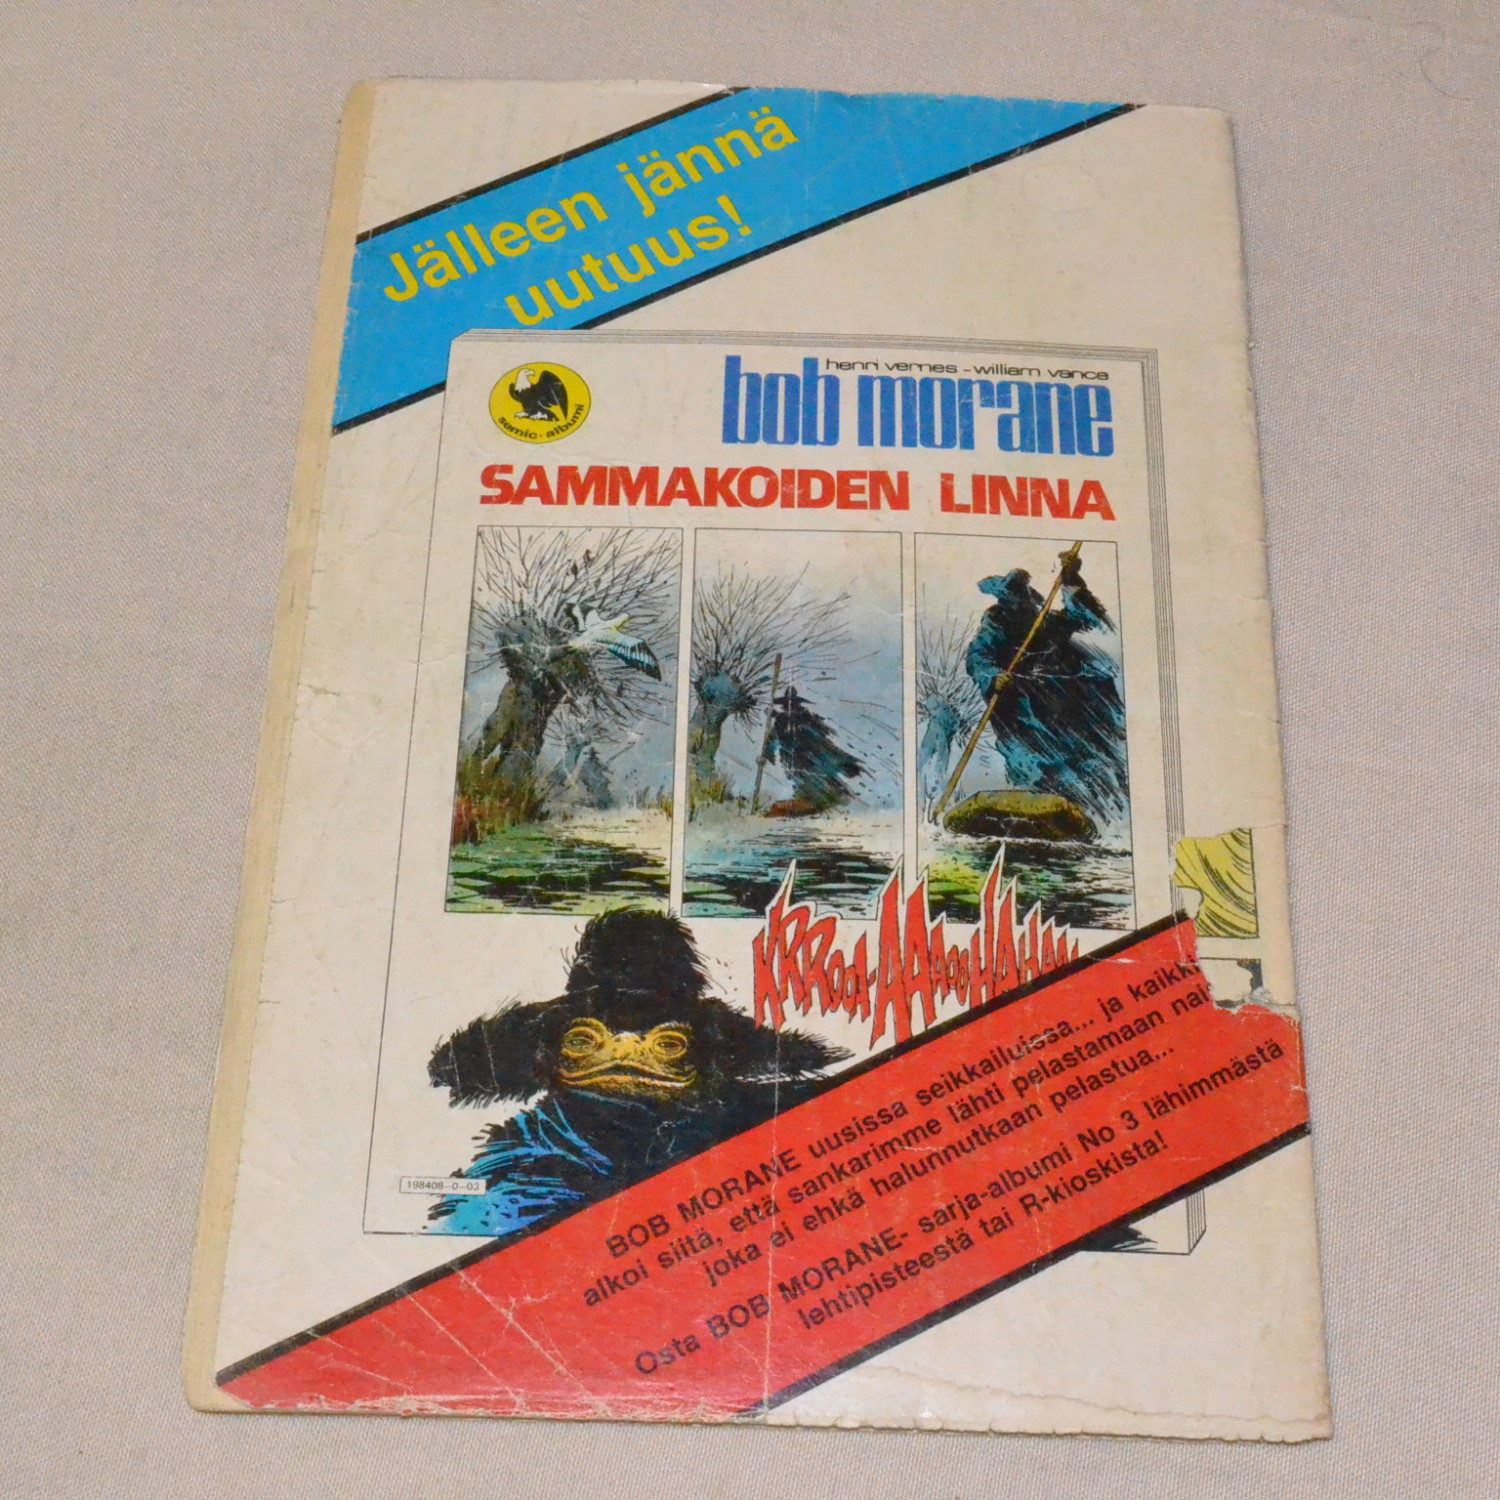 Jälleen jännä
uutuus!
semic-albumi
henri vernes - william vance
bob morane
SAMMAKOIDEN LINNA
KRROOA-AAAOOHAHAA
BOB MORANE uusissa seikkailuissa... ja kaikki
alkoi siitä, että sankarimme lähti pelastamaan
joka ei ehkä halunnutkaan pelastua...
Osta BOB MORANE- sarja-albumi No 3 lähimmästä
lehtipisteestä tai R-kioskista!
198408-0-03